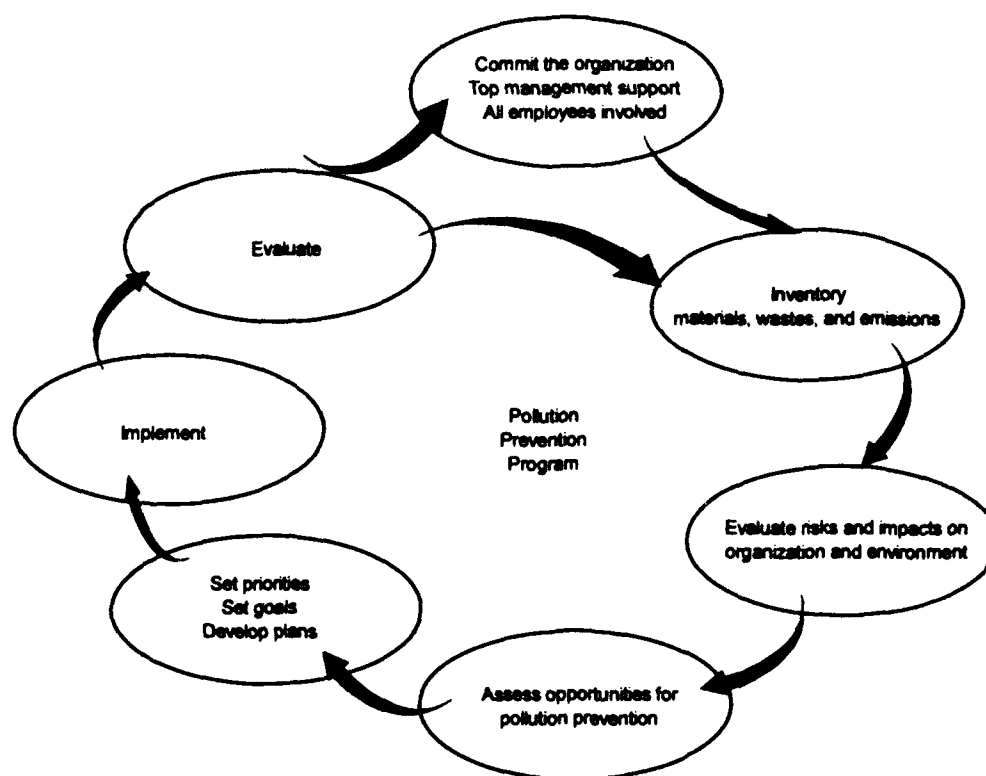 Commit the organization
Top management support
All employees involved
Evaluate
Inventory
materials, wastes, and emissions
Implement
Pollution
Prevention
Program
Evaluate risks and impacts on
organization and environment
Set priorities
Set goals
Develop plans
Assess opportunities for
pollution prevention